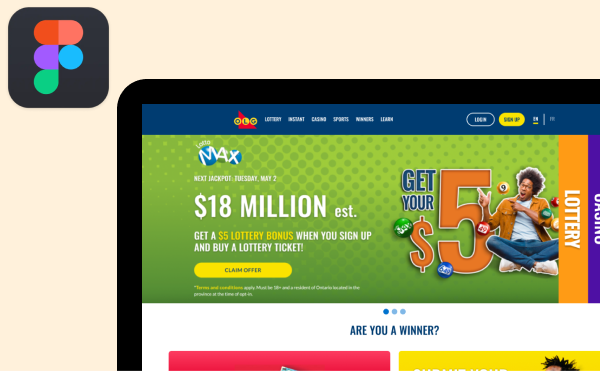 OLG
LOTTERY INSTANT CASINO SPORTS WINNERS LEARN
LOGIN
SIGN UP
EN | FR
Lotto
MAX
NEXT JACKPOT: TUESDAY, MAY 2
$18 MILLION est.
GET A $5 LOTTERY BONUS WHEN YOU SIGN UP
AND BUY A LOTTERY TICKET!
CLAIM OFFER
*Terms and conditions apply. Must be 18+ and a resident of Ontario located in the
province at the time of opt-in.
GET
YOUR
$5
LOTTERY
CASINO
ARE YOU A WINNER?